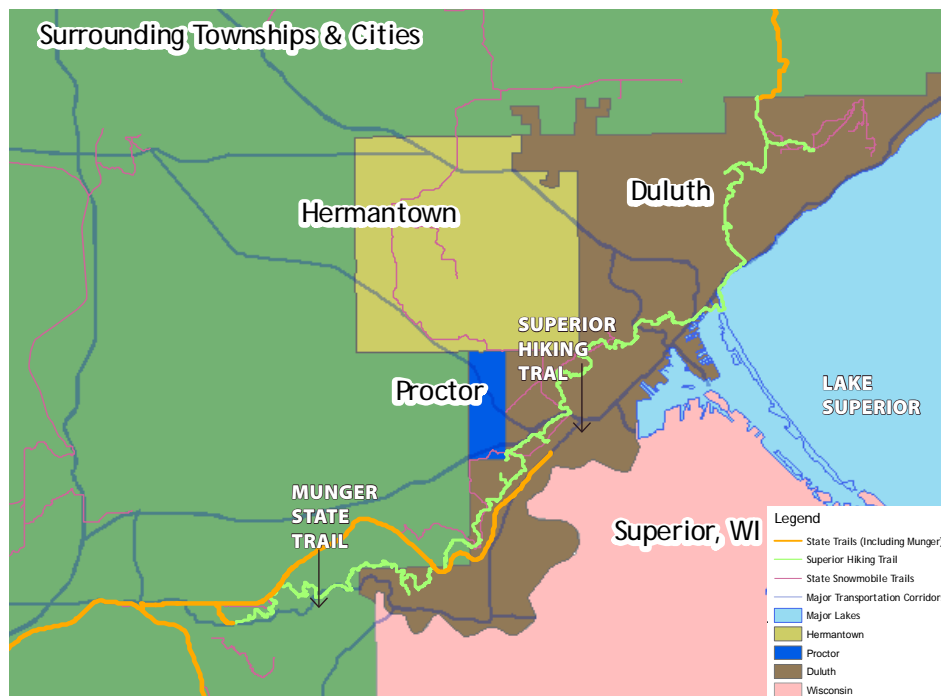 Surrounding Townships & Cities
Duluth
Hermantown
SUPERIOR
HIKING
TRAL
Proctor
LAKE
SUPERIOR
MUNGER
STATE
TRAIL
Superior, WI
Legend
State Trails (Including Munger)
Superior Hiking Trail
State Snowmobile Trails
Major Transportation Corridor
Major Lakes
Hermantown
Proctor
Duluth
Wisconsin